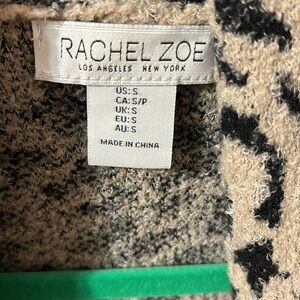 RACHEL ZOE
LOS ANGELES NEW YORK
US: S
CA: S/P
UK: S
EU: S
AU: S
MADE IN CHINA